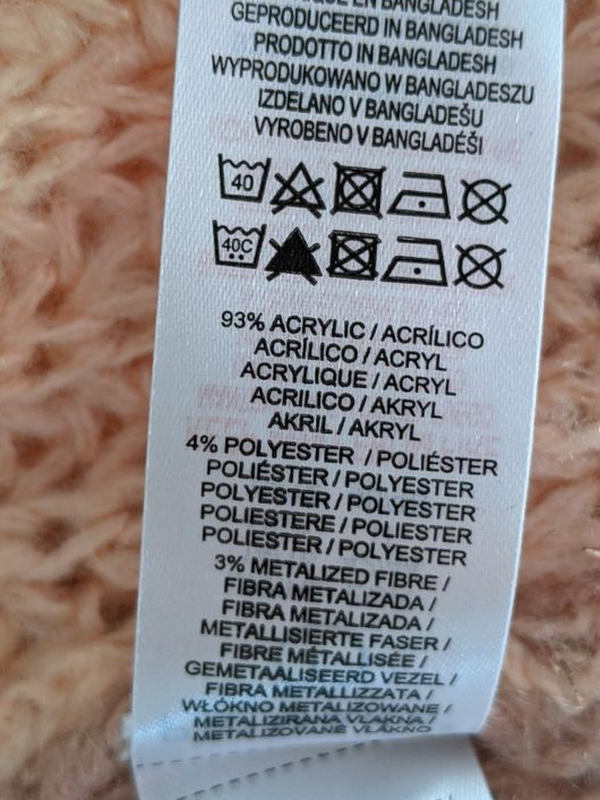 EN BANGLADESH
GEPRODUCEERD IN BANGLADESH
PRODOTTO IN BANGLADESH
WYPRODUKOWANO W BANGLADESZU
IZDELANO V BANGLADEŠU
VYROBENO V BANGLADÉŠI
40
40C
93% ACRYLIC / ACRÍLICO
ACRÍLICO / ACRYL
ACRYLIQUE / ACRYL
ACRILICO / AKRYL
AKRIL / AKRYL
4% POLYESTER / POLIÉSTER
POLIÉSTER / POLYESTER
POLYESTER / POLYESTER
POLIESTERE / POLIESTER
POLIESTER / POLYESTER
3% METALIZED FIBRE /
FIBRA METALIZADA /
FIBRA METALIZADA /
METALLISIERTE FASER /
FIBRE MÉTALLISÉE /
GEMETAALISEERD VEZEL /
FIBRA METALLIZZATA /
WŁÓKNO METALIZOWANE /
METALIZIRANA VLAKNA /
METALIZOVANÉ VLÁKNO